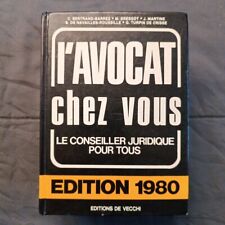 C. BERTRAND-BARREZ • M. BRESSOT • J. MARTINE
S. DE NAVAILLES-ROUSSILLE • G. TURPIN DE CRISSE
l'AVOCAT
chez vous
LE CONSEILLER JURIDIQUE
POUR TOUS
EDITION 1980
EDITIONS DE VECCHI